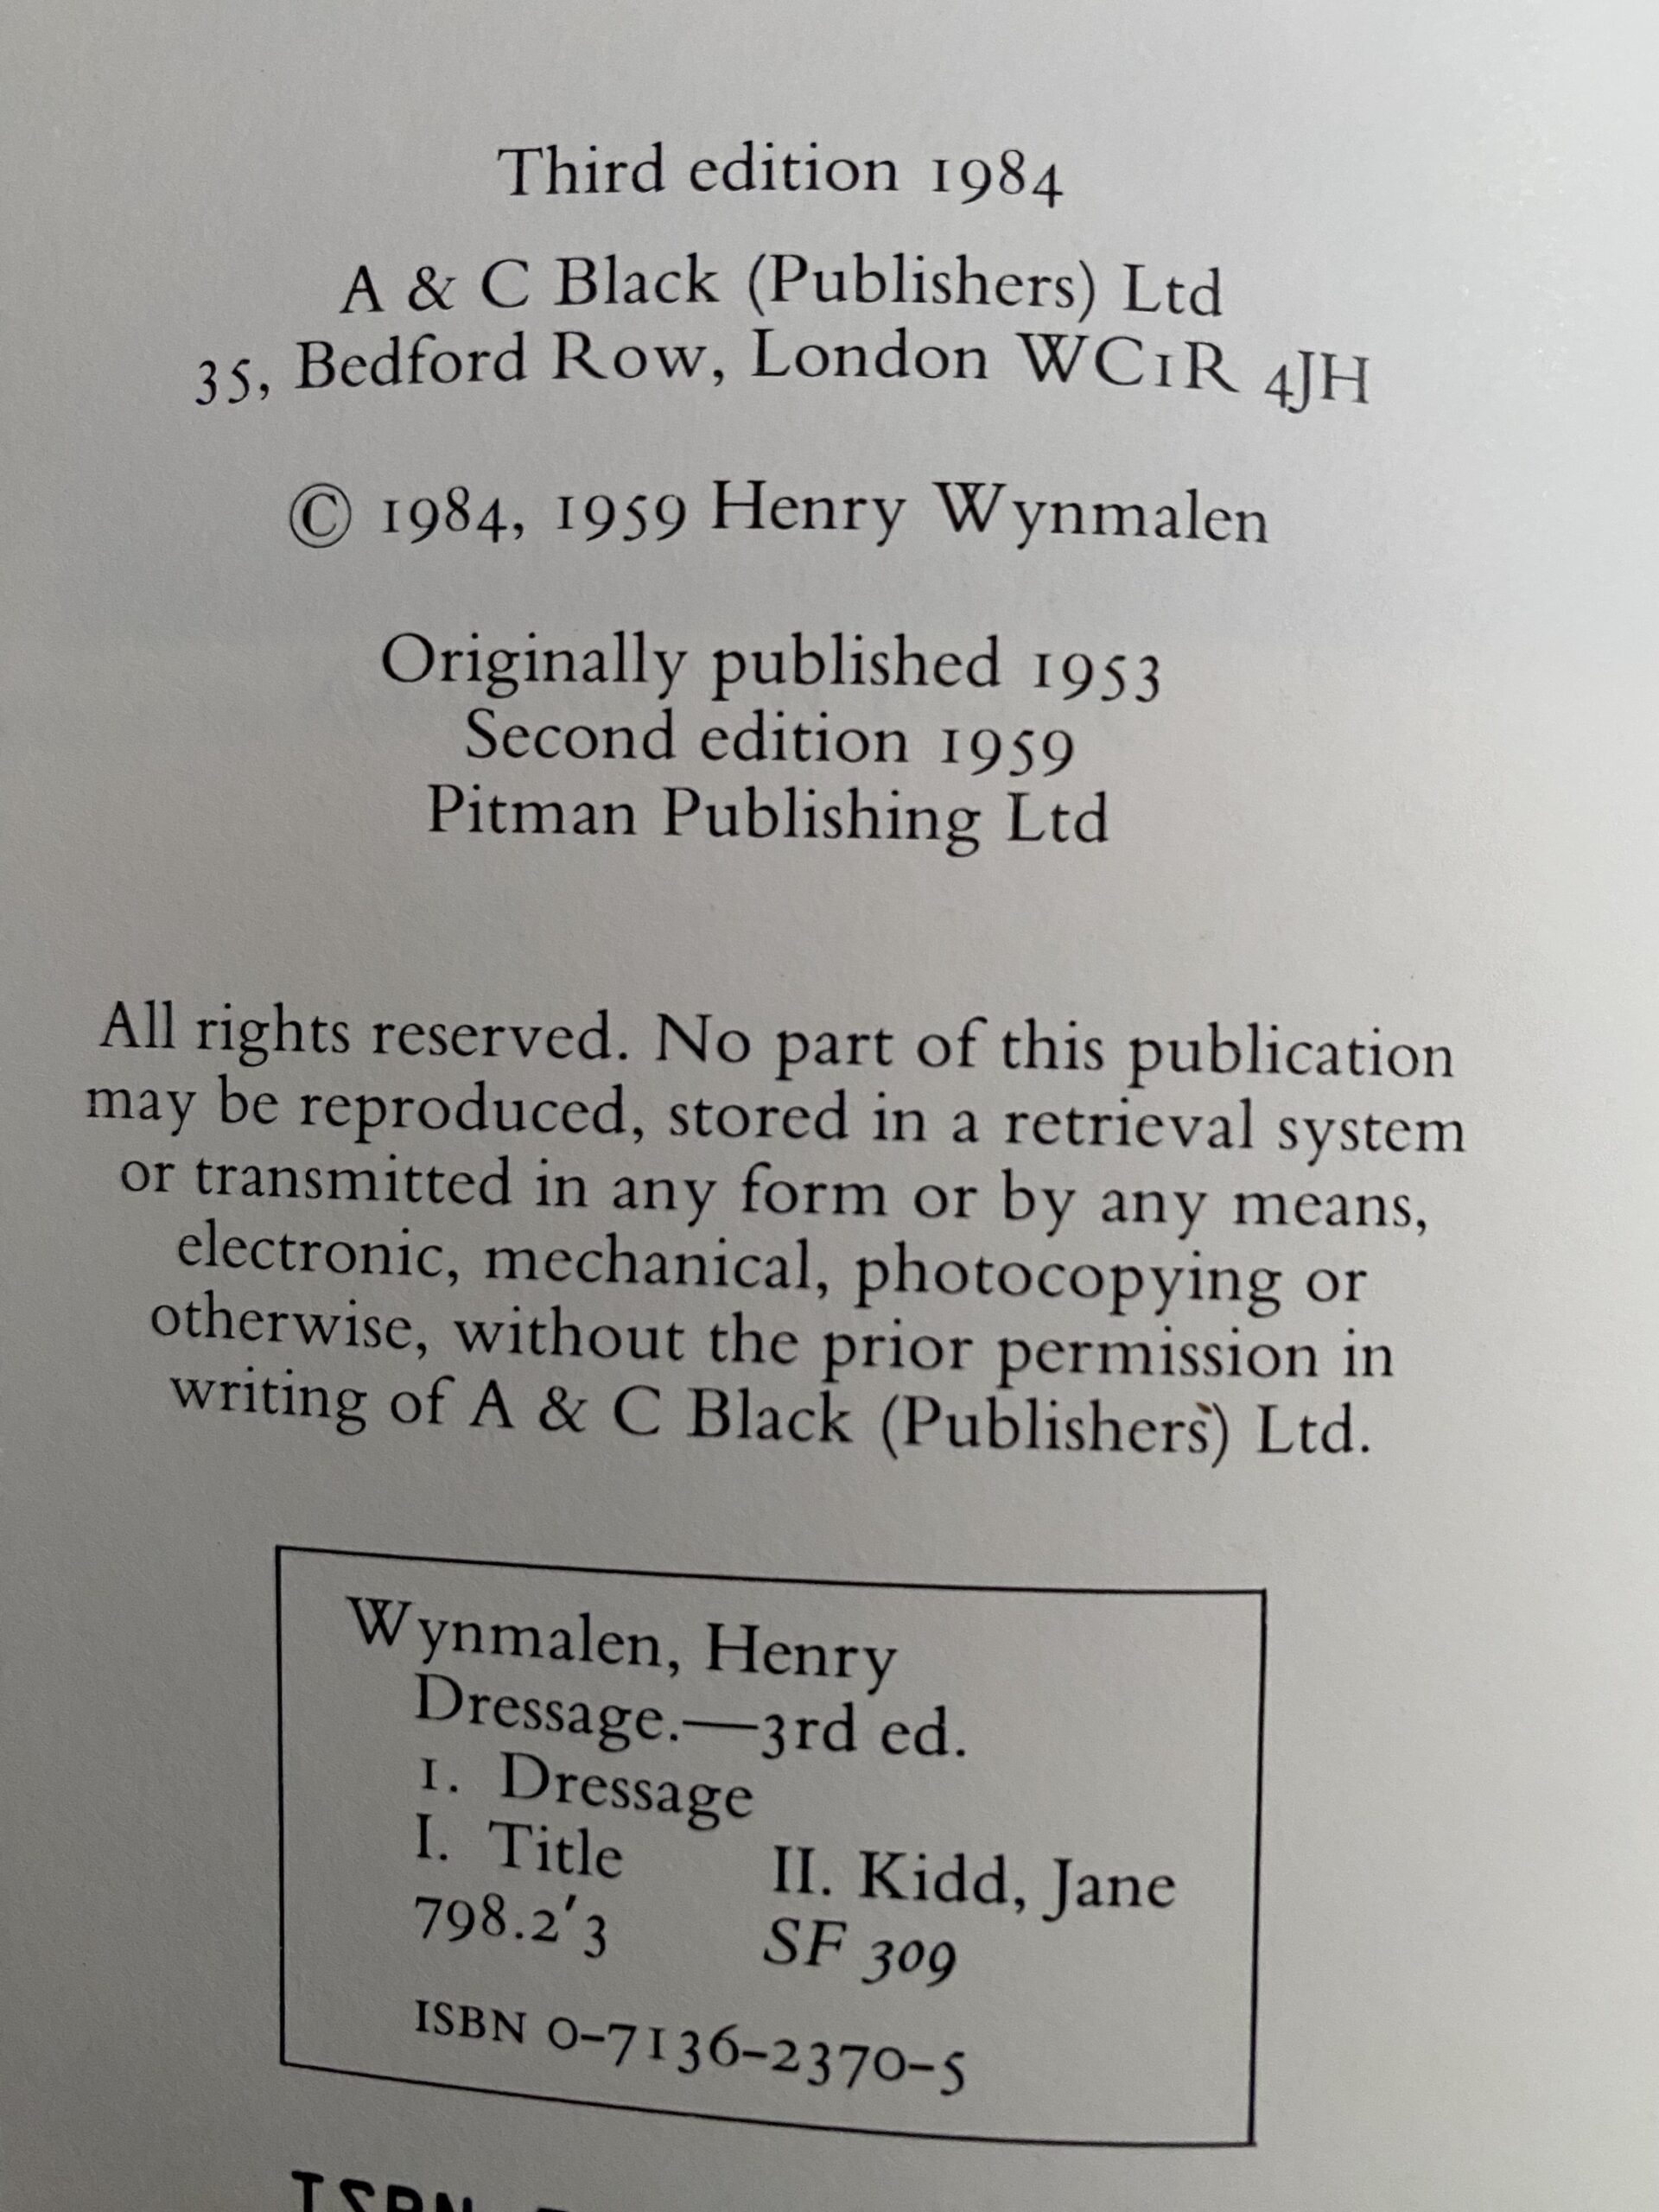 Third edition 1984
A & C Black (Publishers) Ltd
35, Bedford Row, London WC1R 4JH
© 1984, 1959 Henry Wynmalen
Originally published 1953
Second edition 1959
Pitman Publishing Ltd
All rights reserved. No part of this publication
may be reproduced, stored in a retrieval system
or transmitted in any form or by any means,
electronic, mechanical, photocopying or
otherwise, without the prior permission in
writing of A & C Black (Publishers) Ltd.
Wynmalen, Henry
Dressage.—3rd ed.
1. Dressage
I. Title II. Kidd, Jane
798.2'3 SF 309
ISBN 0-7136-2370-5
ISBN